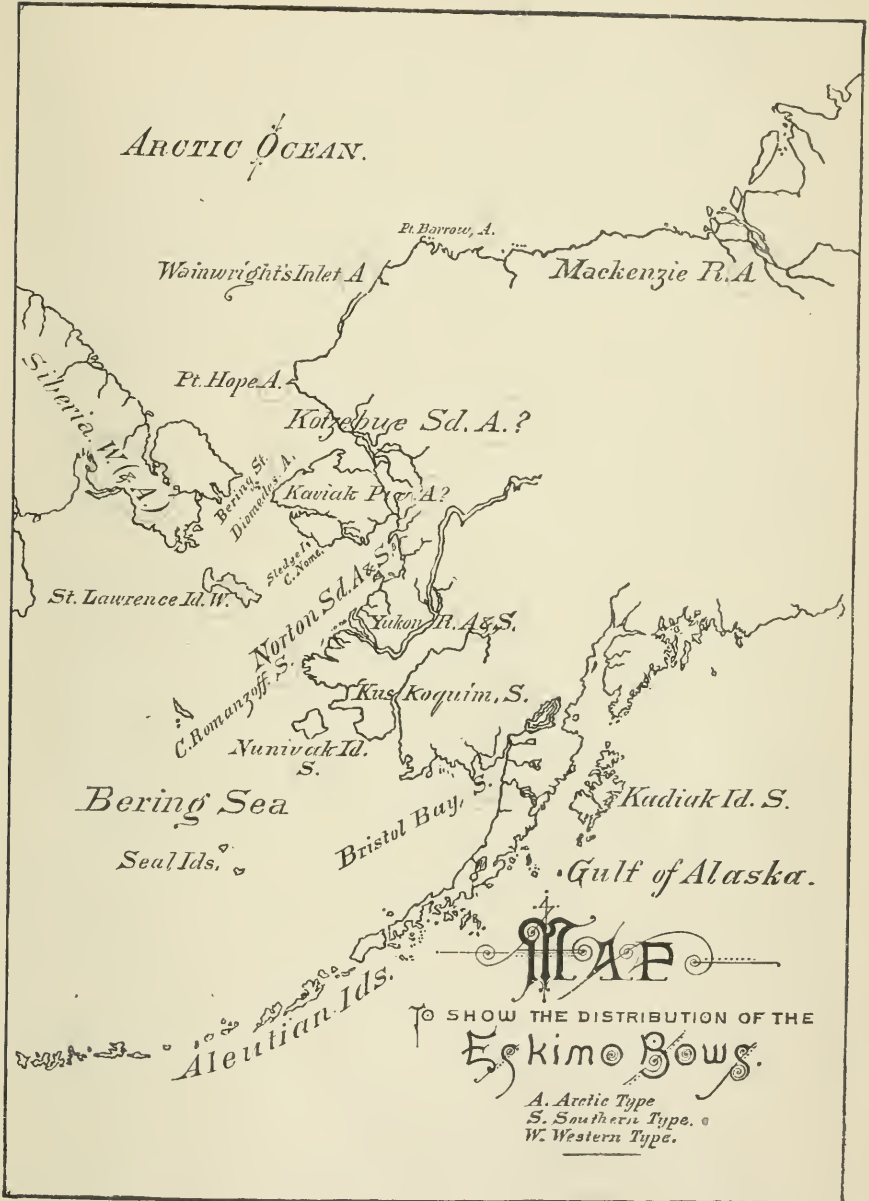 ARCTIC OCEAN.
Pt. Barrow, A.
Wainwright's Inlet A
Mackenzie R. A
Siberia. W. (& A.)
Pt. Hope A.
Kotzebue Sd. A. ?
Bering St.
Diomedes. A.
Kaviak Pen. A?
Sledge I.
C. Nome.
St. Lawrence Id. W.
Norton Sd. A & S.
Yukon R. A & S.
C. Romanzoff. S.
Kus Koquim, S.
Nunivak Id.
S.
Bering Sea
Bristol Bay, S.
Kadiak Id. S.
Seal Ids.
Gulf of Alaska.
Aleutian Ids.
MAP
TO SHOW THE DISTRIBUTION OF THE
Eskimo Bows.
A. Arctic Type
S. Southern Type.
W. Western Type.